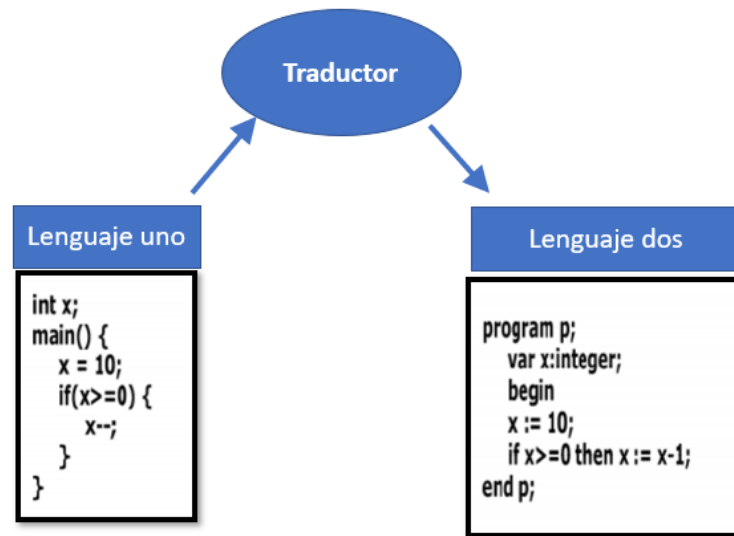 Traductor
Lenguaje uno
int x;
main() {
x = 10;
if(x>=0) {
x--;
}
}
Lenguaje dos
program p;
var x:integer;
begin
x := 10;
if x>=0 then x := x-1;
end p;